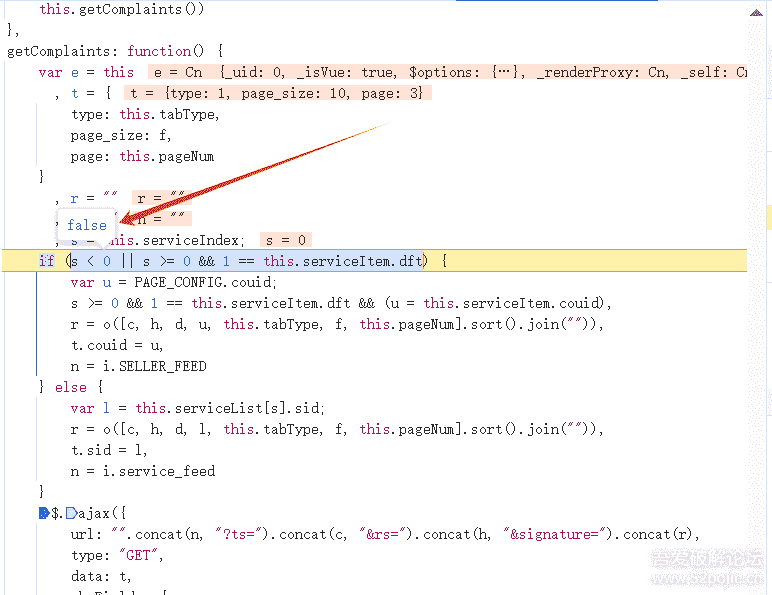 this.getComplaints())
},
getComplaints: function() {
var e = this e = Cn {_uid: 0, _isVue: true, $options: {…}, _renderProxy: Cn, _self: Cn
, t = { t = {type: 1, page_size: 10, page: 3}
type: this.tabType,
page_size: f,
page: this.pageNum
}
, r = "" r = ""
n = ""
false
, s = this.serviceIndex; s = 0
if (s < 0 || s >= 0 && 1 == this.serviceItem.dft) {
var u = PAGE_CONFIG.couid;
s >= 0 && 1 == this.serviceItem.dft && (u = this.serviceItem.couid),
r = o([c, h, d, u, this.tabType, f, this.pageNum].sort().join("")),
t.couid = u,
n = i.SELLER_FEED
} else {
var l = this.serviceList[s].sid;
r = o([c, h, d, l, this.tabType, f, this.pageNum].sort().join("")),
t.sid = l,
n = i.service_feed
}
$.ajax({
url: "".concat(n, "?ts=").concat(c, "&rs=").concat(h, "&signature=").concat(r),
type: "GET",
data: t,
吾爱破解论坛
www.52pojie.cn